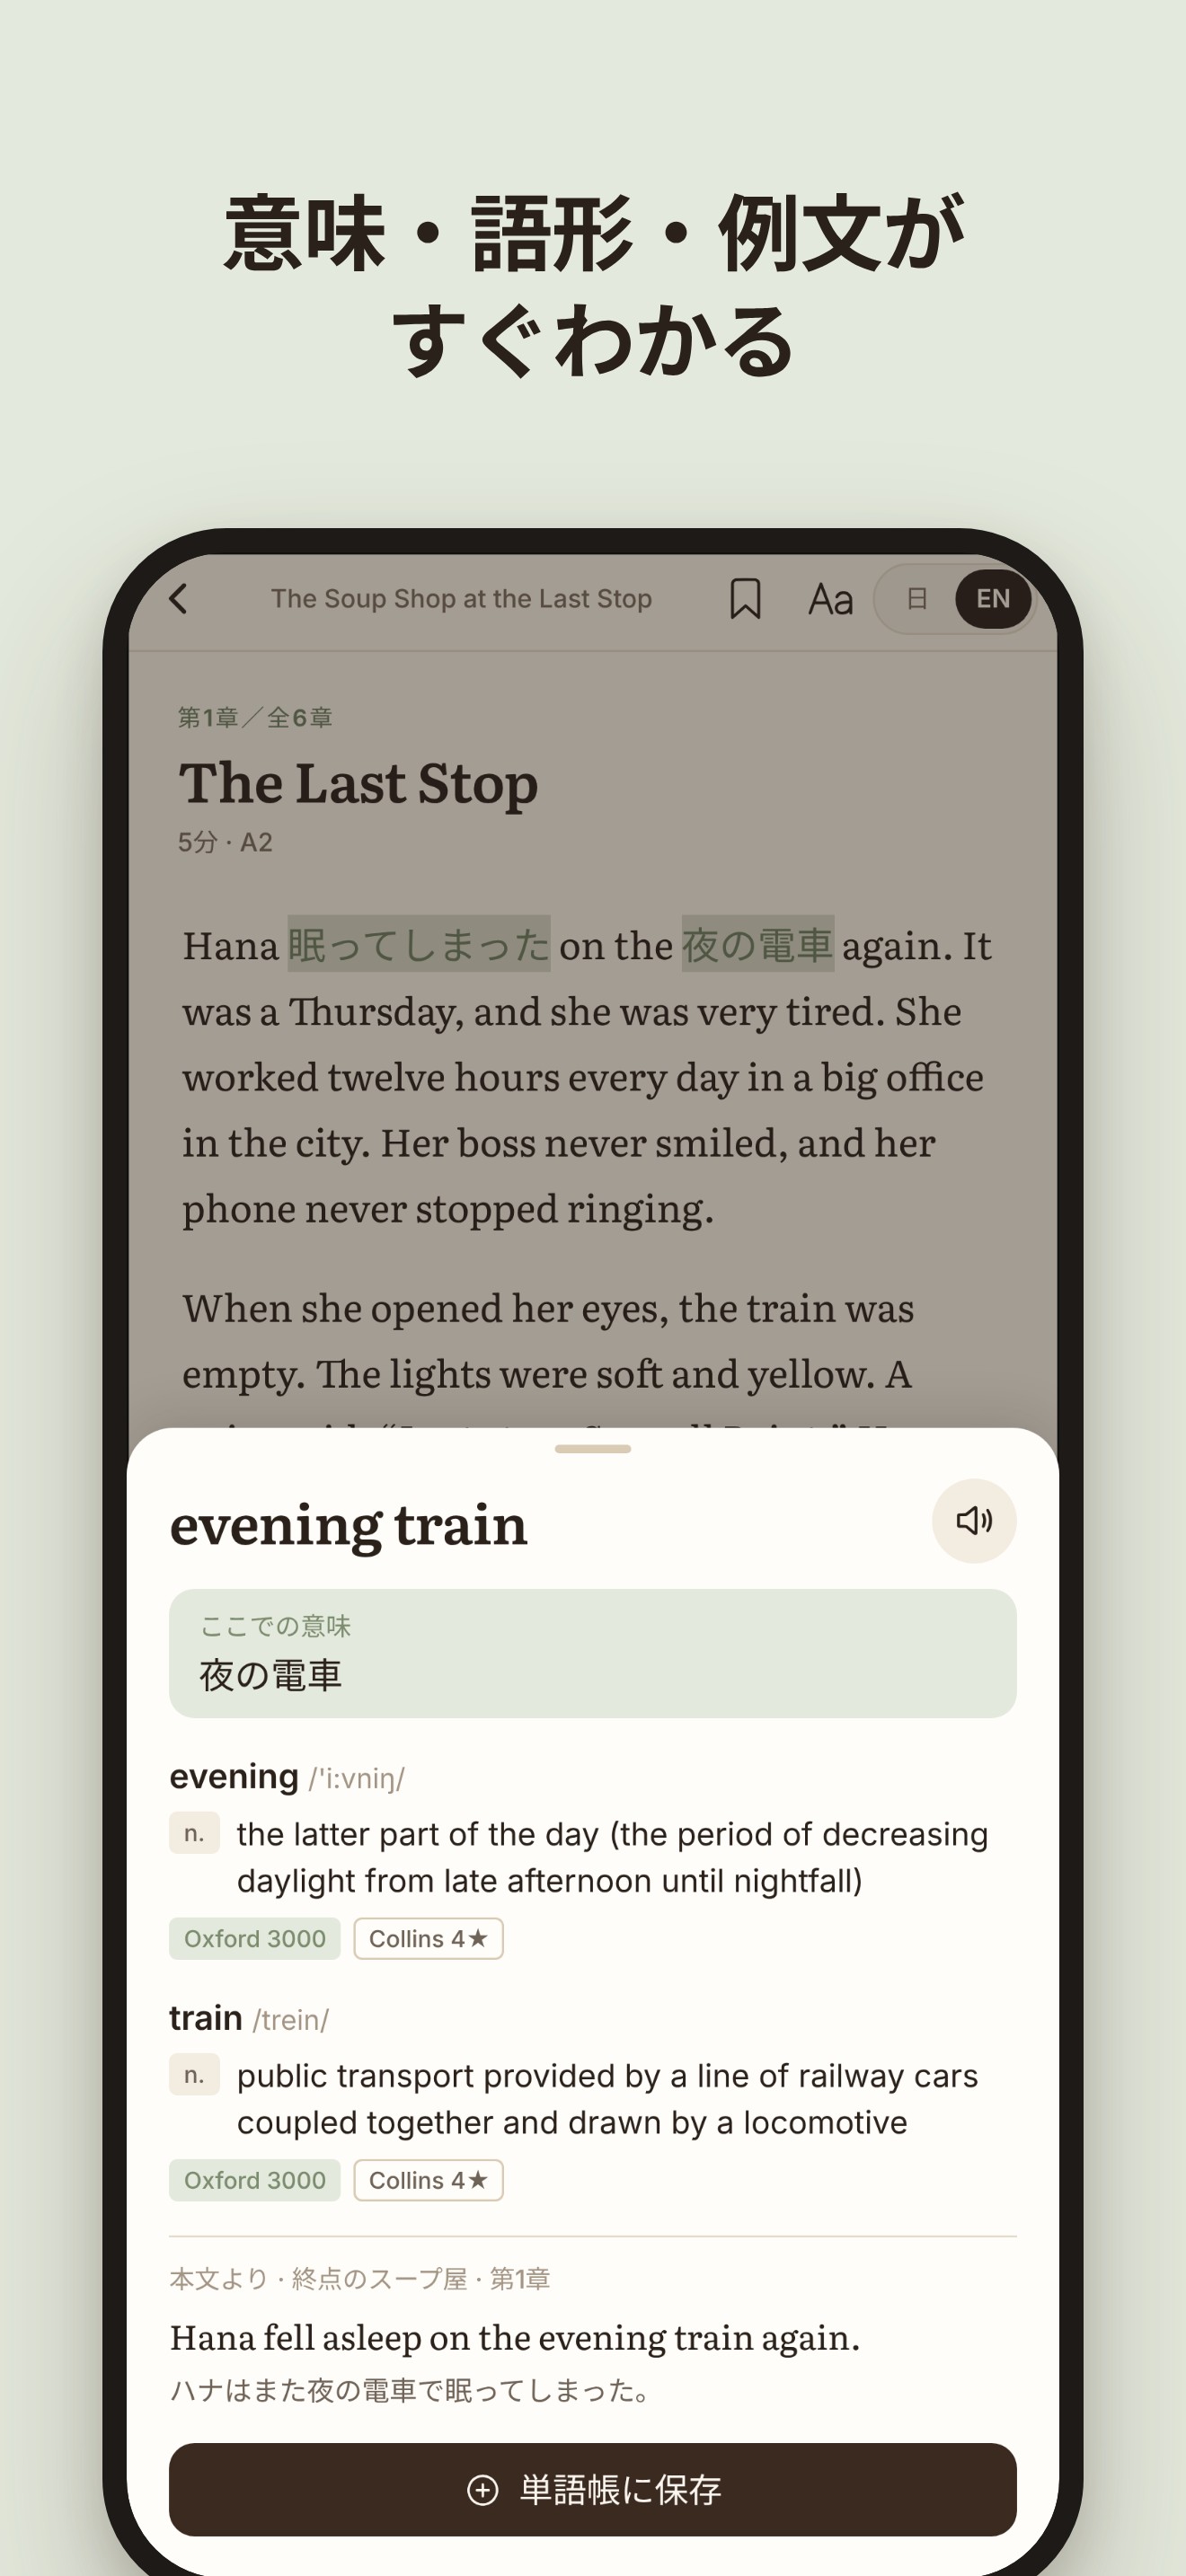 意味・語形・例文が
すぐわかる
The Soup Shop at the Last Stop
Aa
日
EN
第1章／全6章
The Last Stop
5分 · A2
Hana 眠ってしまった on the 夜の電車 again. It
was a Thursday, and she was very tired. She
worked twelve hours every day in a big office
in the city. Her boss never smiled, and her
phone never stopped ringing.
When she opened her eyes, the train was
empty. The lights were soft and yellow. A
evening train
ここでの意味
夜の電車
evening /'i:vniŋ/
n. the latter part of the day (the period of decreasing
daylight from late afternoon until nightfall)
Oxford 3000 Collins 4★
train /trein/
n. public transport provided by a line of railway cars
coupled together and drawn by a locomotive
Oxford 3000 Collins 4★
本文より · 終点のスープ屋 · 第1章
Hana fell asleep on the evening train again.
ハナはまた夜の電車で眠ってしまった。
単語帳に保存